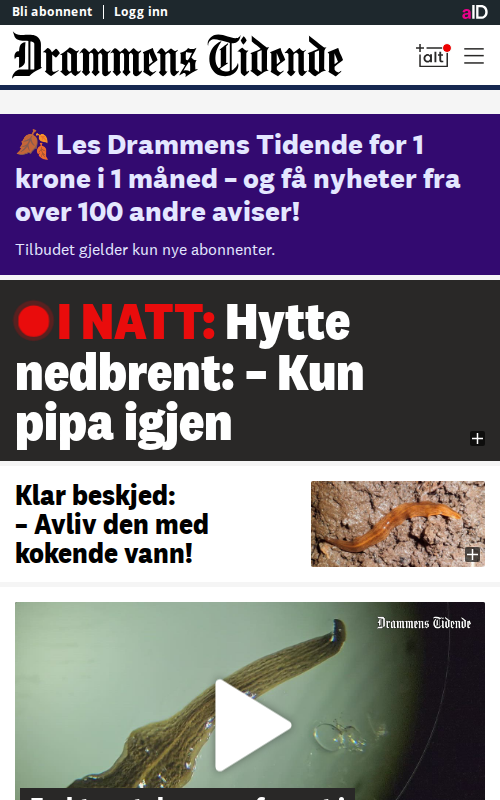 Bli abonnent Logg inn
aID
Drammens Tidende
+alt
🍂 Les Drammens Tidende for 1
krone i 1 måned – og få nyheter fra
over 100 andre aviser!
Tilbudet gjelder kun nye abonnenter.
I NATT: Hytte
nedbrent: – Kun
pipa igjen
Klar beskjed:
– Avliv den med
kokende vann!
Drammens Tidende